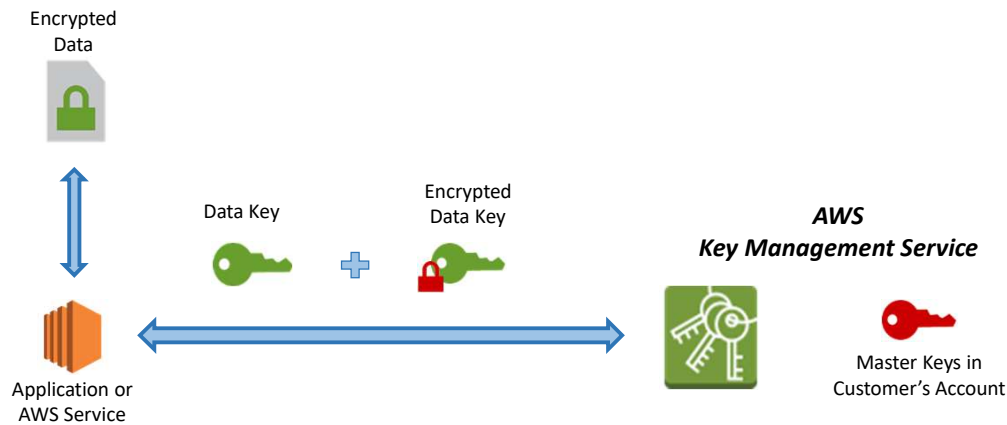 Encrypted
Data
Data Key
Encrypted
Data Key
AWS
Key Management Service
Application or
AWS Service
Master Keys in
Customer’s Account